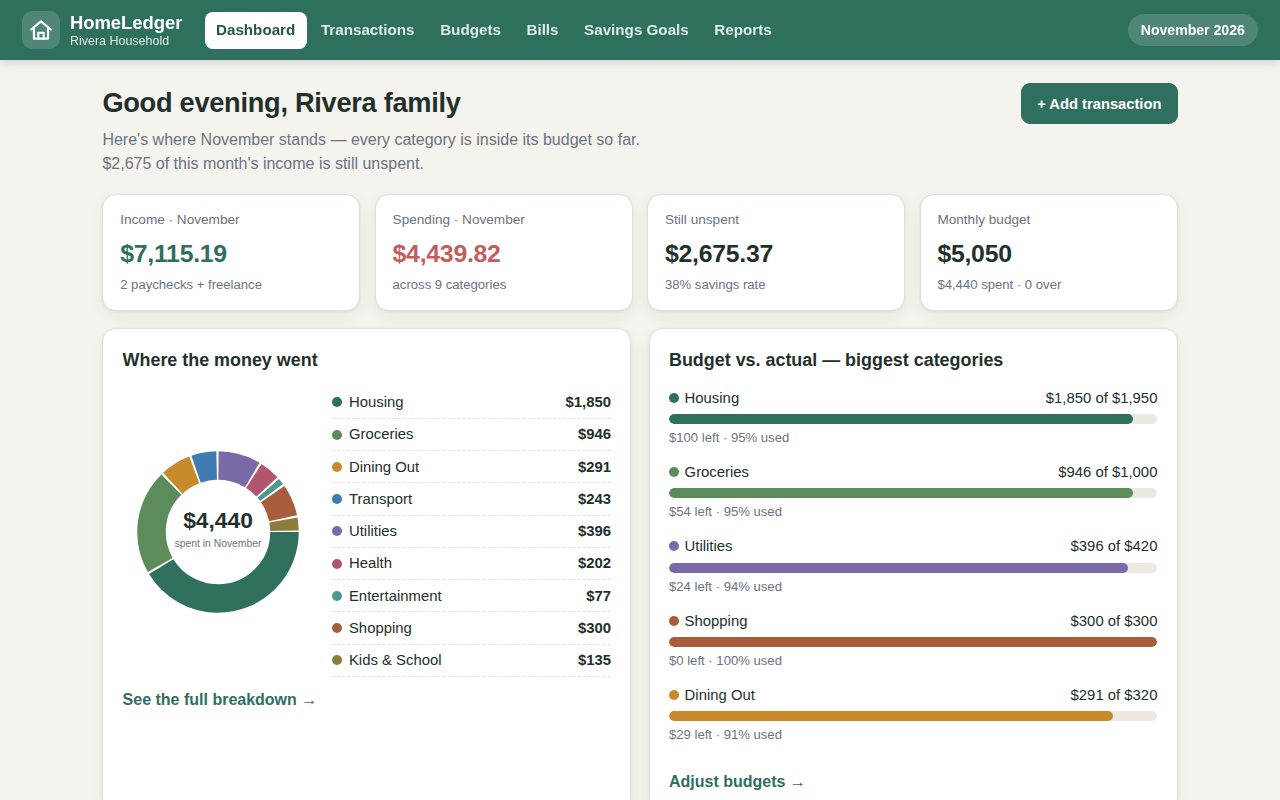 HomeLedger
Rivera Household
Dashboard
Transactions
Budgets
Bills
Savings Goals
Reports
November 2026
Good evening, Rivera family
+ Add transaction
Here's where November stands — every category is inside its budget so far.
$2,675 of this month's income is still unspent.
Income · November
$7,115.19
2 paychecks + freelance
Spending · November
$4,439.82
across 9 categories
Still unspent
$2,675.37
38% savings rate
Monthly budget
$5,050
$4,440 spent · 0 over
Where the money went
$4,440
spent in November
Housing $1,850
Groceries $946
Dining Out $291
Transport $243
Utilities $396
Health $202
Entertainment $77
Shopping $300
Kids & School $135
See the full breakdown →
Budget vs. actual — biggest categories
Housing $1,850 of $1,950
$100 left · 95% used
Groceries $946 of $1,000
$54 left · 95% used
Utilities $396 of $420
$24 left · 94% used
Shopping $300 of $300
$0 left · 100% used
Dining Out $291 of $320
$29 left · 91% used
Adjust budgets →